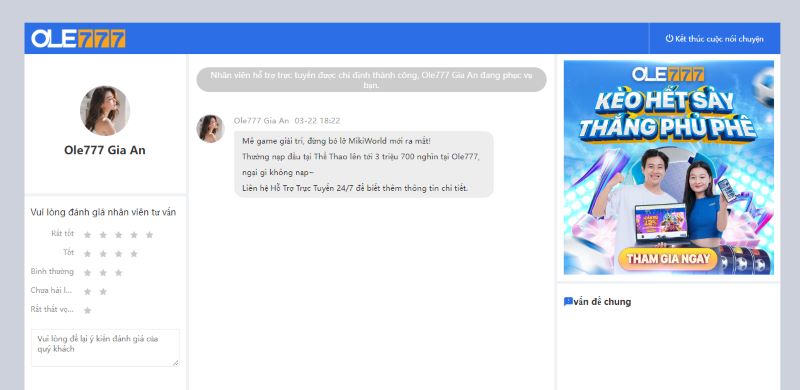 OLE777
Kết thúc cuộc nói chuyện
Ole777 Gia An
Vui lòng đánh giá nhân viên tư vấn
Rất tốt
Tốt
Bình thường
Chưa hài l...
Rất thất vọ...
Vui lòng để lại ý kiến đánh giá của
quý khách
Nhân viên hỗ trợ trực tuyến được chỉ định thành công, Ole777 Gia An đang phục vụ
bạn.
Ole777 Gia An 03-22 18:22
Mê game giải trí, đừng bỏ lỡ MikiWorld mới ra mắt!
Thưởng nạp đầu tại Thể Thao lên tới 3 triệu 700 nghìn tại Ole777,
ngại gì không nạp~
Liên hệ Hỗ Trợ Trực Tuyến 24/7 để biết thêm thông tin chi tiết.
OLE777
KÈO HẾT SẢY
THẮNG PHỦ PHÊ
THAM GIA NGAY
vấn đề chung